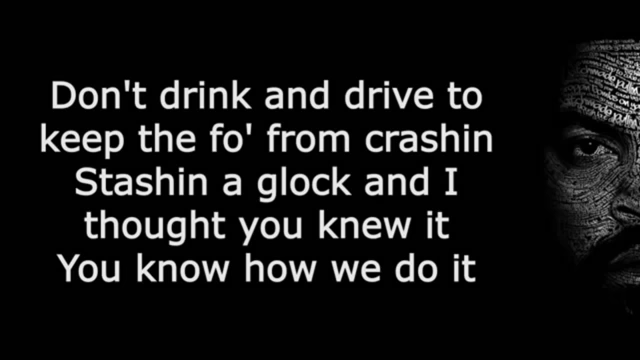 Don't drink and drive to
keep the fo' from crashin
Stashin a glock and I
thought you knew it
You know how we do it